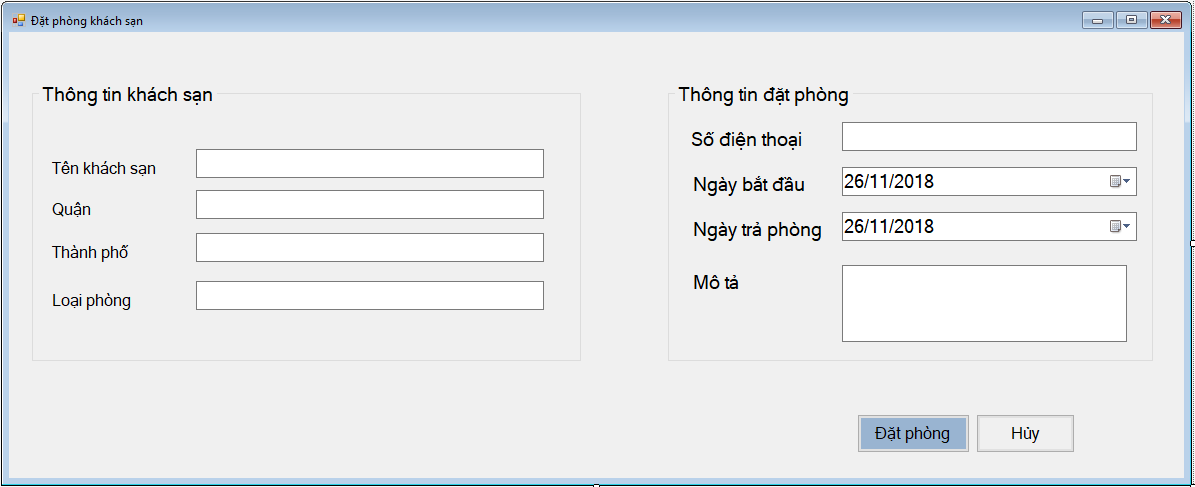 Đặt phòng khách sạn
Thông tin khách sạn
Tên khách sạn
Quận
Thành phố
Loại phòng
Thông tin đặt phòng
Số điện thoại
Ngày bắt đầu 26/11/2018
Ngày trả phòng 26/11/2018
Mô tả
Đặt phòng Hủy